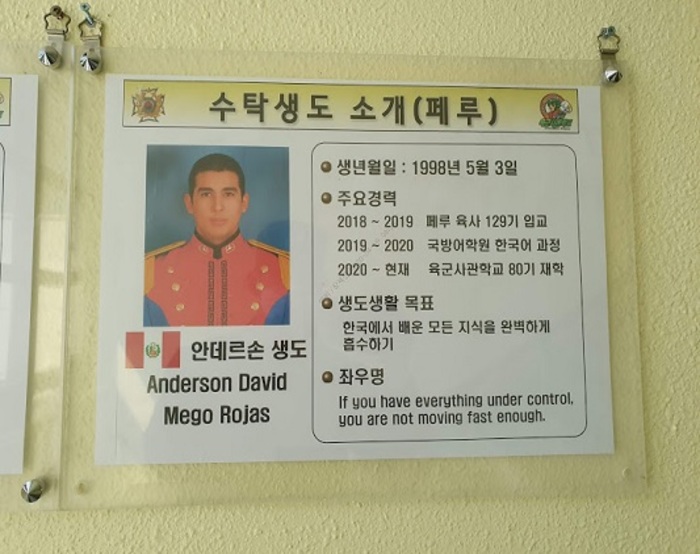 수탁생도 소개(페루)
생년월일 : 1998년 5월 3일
주요경력
2018 ~ 2019 페루 육사 129기 입교
2019 ~ 2020 국방어학원 한국어 과정
2020 ~ 현재 육군사관학교 80기 재학
생도생활 목표
한국에서 배운 모든 지식을 완벽하게
흡수하기
좌우명
If you have everything under control,
you are not moving fast enough.
안데르손 생도
Anderson David
Mego Rojas